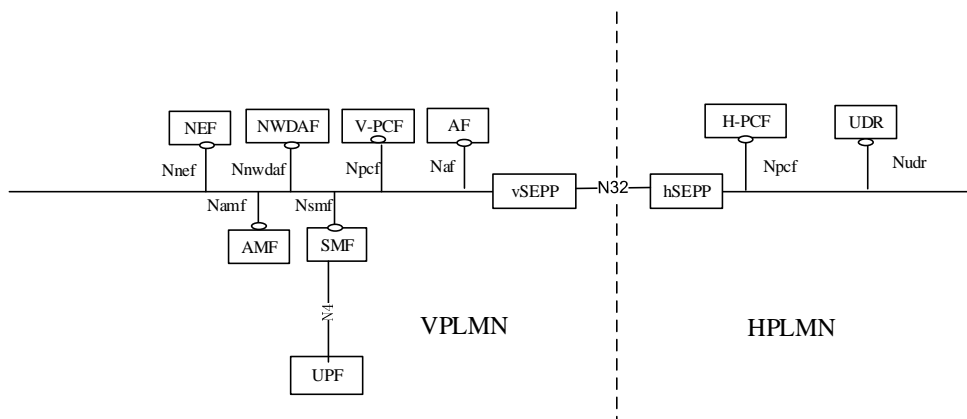 NEF
NWDAF
V-PCF
AF
H-PCF
UDR
Nnef
Nnwdaf
Npcf
Naf
Npcf
Nudr
vSEPP
N32
hSEPP
Namf
Nsmf
AMF
SMF
N4
VPLMN
HPLMN
UPF